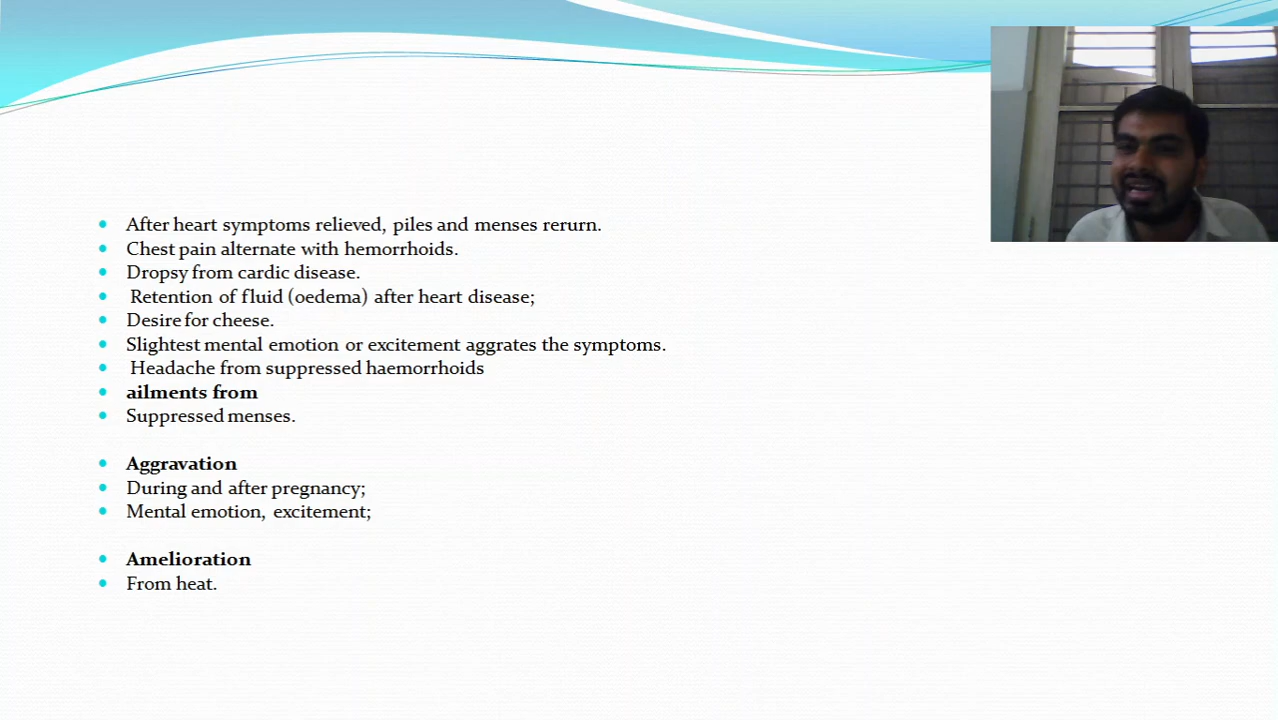 After heart symptoms relieved, piles and menses rerurn.
Chest pain alternate with hemorrhoids.
Dropsy from cardic disease.
Retention of fluid (oedema) after heart disease;
Desire for cheese.
Slightest mental emotion or excitement aggrates the symptoms.
Headache from suppressed haemorrhoids
ailments from
Suppressed menses.
Aggravation
During and after pregnancy;
Mental emotion, excitement;
Amelioration
From heat.